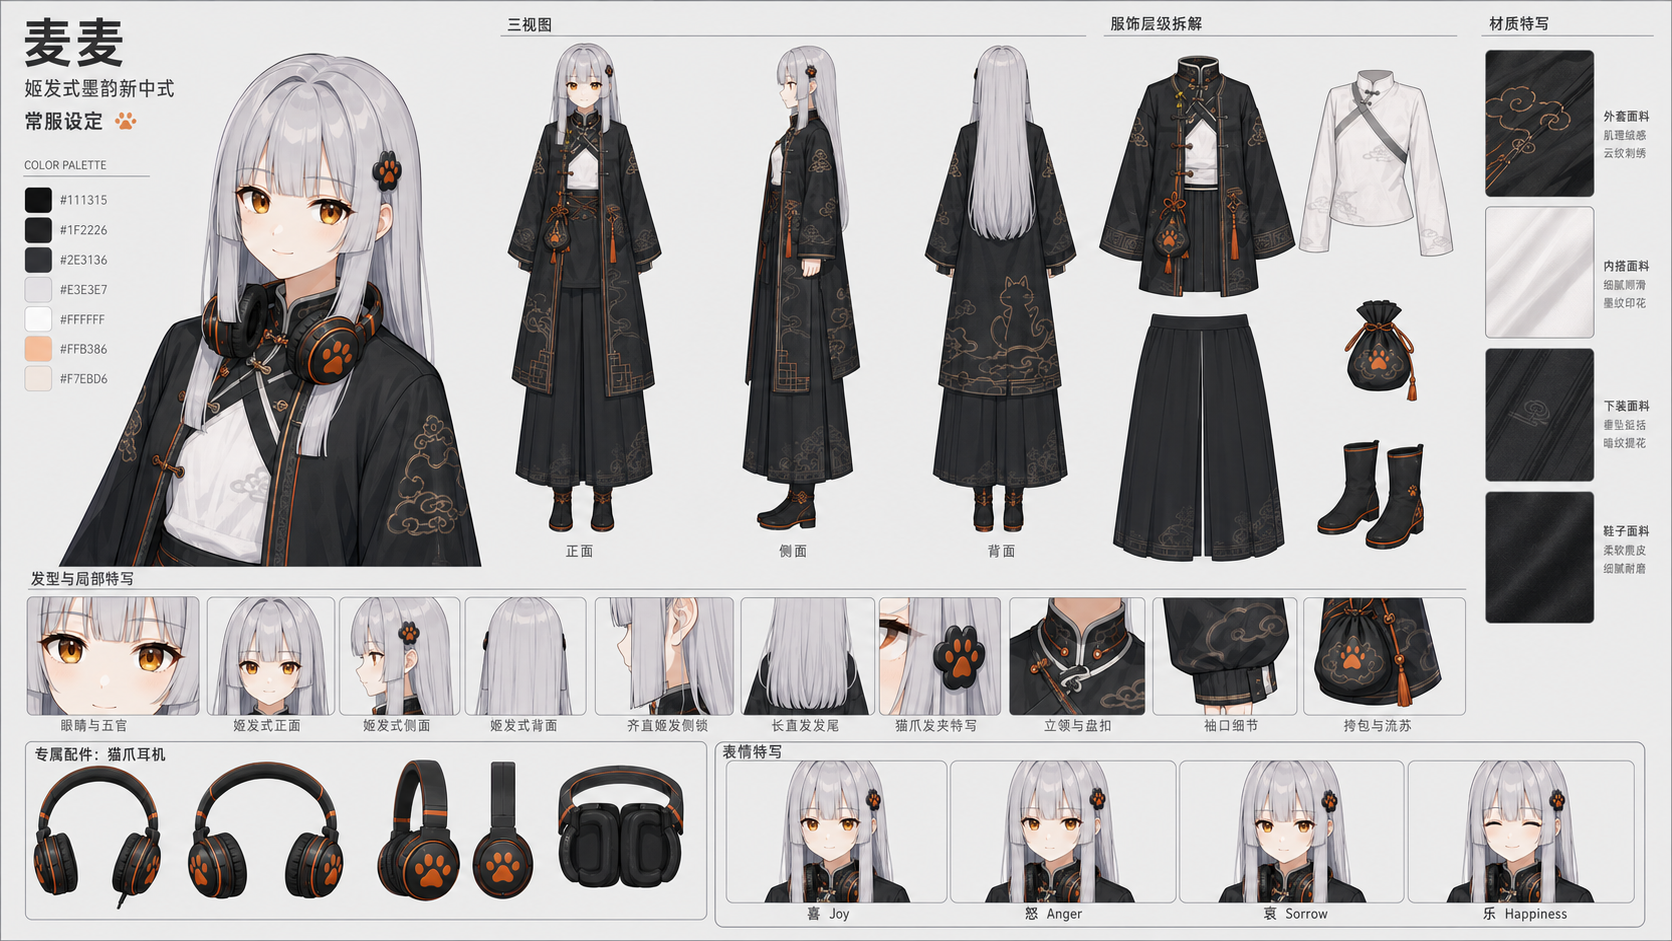 麦麦
姬发式墨韵新中式
常服设定
COLOR PALETTE
#111315
#1F2226
#2E3136
#E3E3E7
#FFFFFF
#FFB386
#F7EBD6
三视图
正面
侧面
背面
服饰层级拆解
材质特写
外套面料
肌理绒感
云纹刺绣
内搭面料
细腻顺滑
墨纹印花
下装面料
垂坠挺括
暗纹提花
鞋子面料
柔软麂皮
细腻耐磨
发型与局部特写
眼睛与五官
姬发式正面
姬发式侧面
姬发式背面
齐直姬发侧锁
长直发发尾
猫爪发夹特写
立领与盘扣
袖口细节
挎包与流苏
专属配件：猫爪耳机
表情特写
喜 Joy
怒 Anger
哀 Sorrow
乐 Happiness